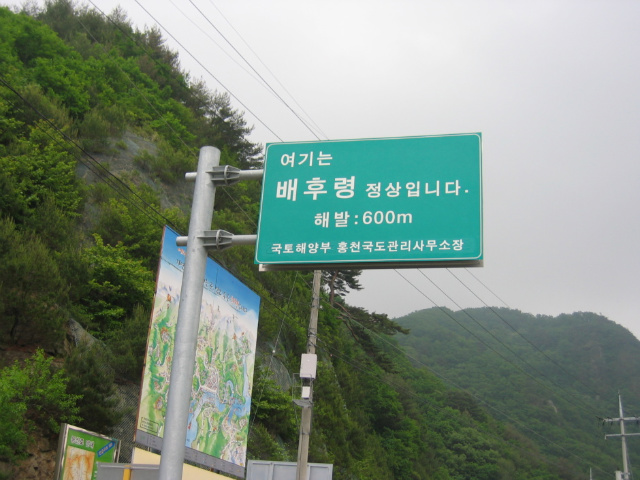 여기는
배후령 정상입니다.
해발:600m
국토해양부 홍천국도관리사무소장